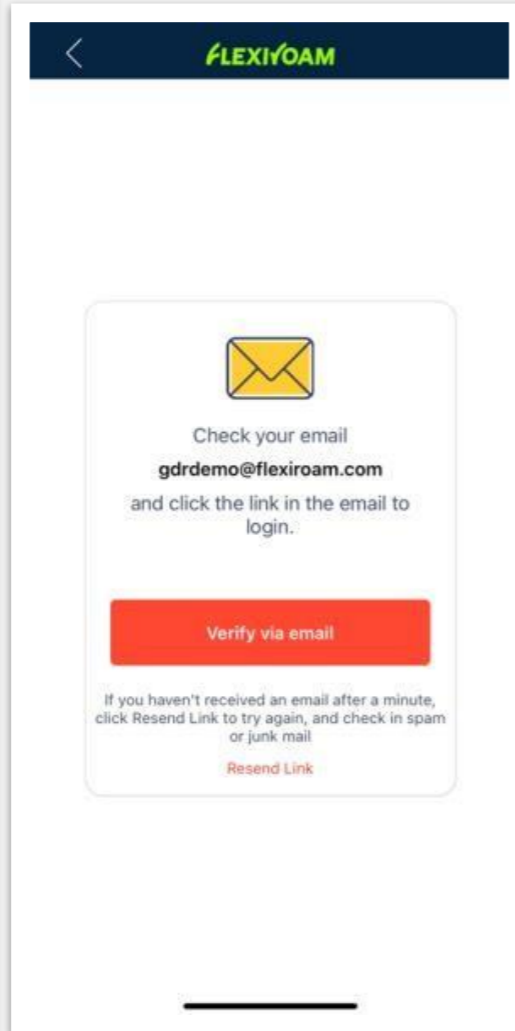 FLEXIROAM
Check your email
gdrdemo@flexiroam.com
and click the link in the email to
login.
Verify via email
If you haven't received an email after a minute,
click Resend Link to try again, and check in spam
or junk mail
Resend Link